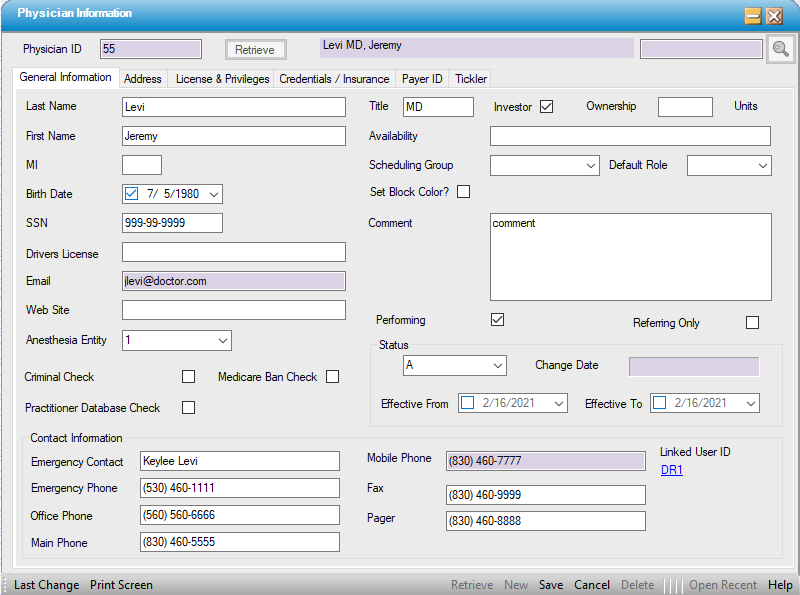 Physician Information
Physician ID 55 Retrieve Levi MD, Jeremy
General Information Address License & Privileges Credentials / Insurance Payer ID Tickler
Last Name Levi Title MD Investor Ownership Units
First Name Jeremy Availability
MI Scheduling Group Default Role
Birth Date 7/ 5/1980 Set Block Color?
SSN 999-99-9999 Comment comment
Drivers License
Email jlevi@doctor.com
Web Site
Performing Referring Only
Anesthesia Entity 1
Status
A Change Date
Criminal Check Medicare Ban Check
Effective From 2/16/2021 Effective To 2/16/2021
Practitioner Database Check
Contact Information
Emergency Contact Keylee Levi Mobile Phone (830) 460-7777 Linked User ID
DR1
Emergency Phone (530) 460-1111 Fax (830) 460-9999
Office Phone (560) 560-6666 Pager (830) 460-8888
Main Phone (830) 460-5555
Last Change Print Screen Retrieve New Save Cancel Delete Open Recent Help